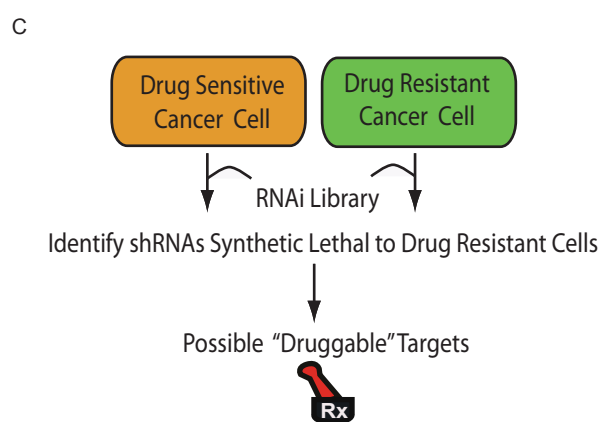 C
Drug Sensitive
Cancer Cell
Drug Resistant
Cancer Cell
RNAi Library
Identify shRNAs Synthetic Lethal to Drug Resistant Cells
Possible “Druggable” Targets
Rx